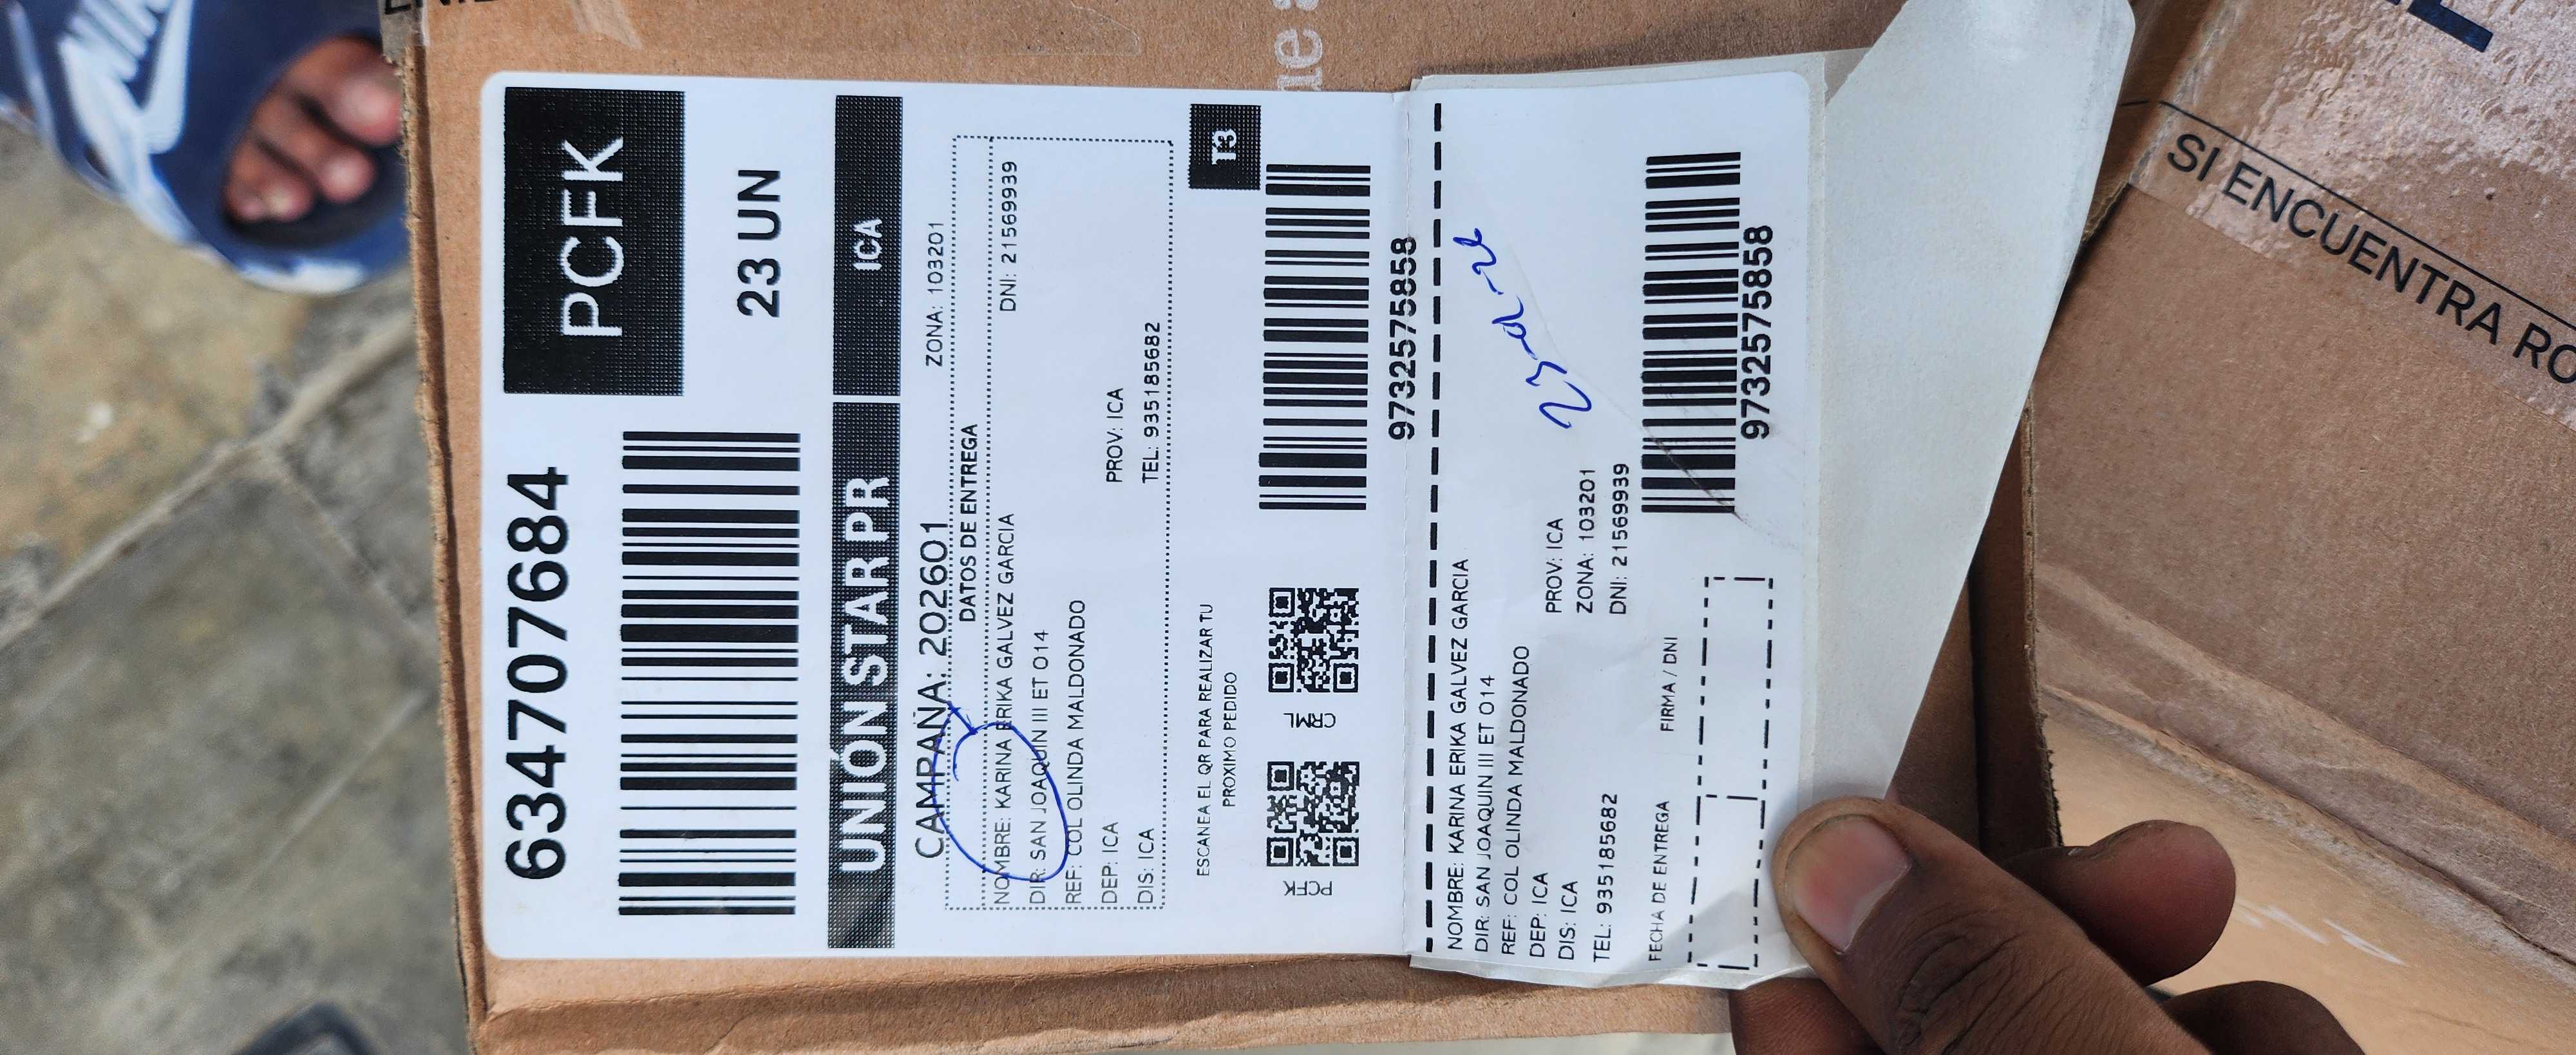 634707684
PCFK
23 UN
UNIÓN STAR PR
ICA
CAMPAÑA: 202601
ZONA: 103201
DATOS DE ENTREGA
NOMBRE: KARINA ERIKA GALVEZ GARCIA
DNI: 21569939
DIR: SAN JOAQUIN III ET O14
REF: COL OLINDA MALDONADO
DEP: ICA
PROV: ICA
DIS: ICA
TEL: 935185682
ESCANEA EL QR PARA REALIZAR TU
PROXIMO PEDIDO
T3
PCFK
CRML
9732575858
NOMBRE: KARINA ERIKA GALVEZ GARCIA
DIR: SAN JOAQUIN III ET O14
REF: COL OLINDA MALDONADO
DEP: ICA
PROV: ICA
DIS: ICA
ZONA: 103201
TEL: 935185682
DNI: 21569939
FECHA DE ENTREGA
FIRMA / DNI
97325758 58
SI ENCUENTRA RO